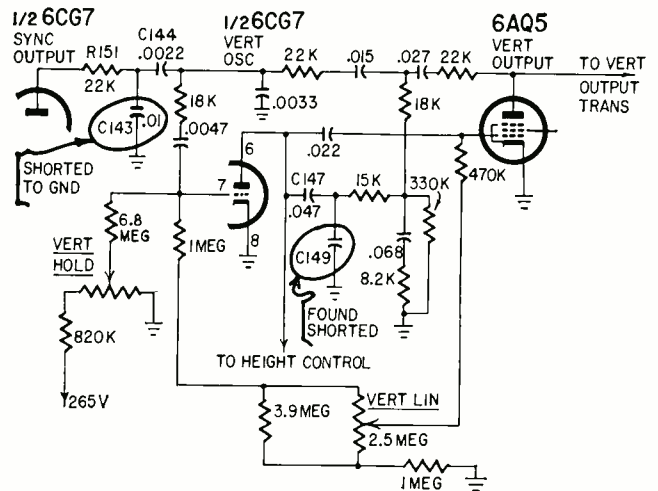 1/2 6CG7
SYNC
OUTPUT
R151
22K
C144
.0022
C143
.01
SHORTED
TO GND
1/2 6CG7
VERT
OSC
22K
.015
.027
22K
6AQ5
VERT
OUTPUT
TO VERT
OUTPUT
TRANS
.0033
18K
.0047
18K
6
7
8
.022
C147
.047
15K
330K
470K
6.8
MEG
1MEG
C149
.068
8.2K
VERT
HOLD
FOUND
SHORTED
820K
265V
TO HEIGHT CONTROL
3.9MEG
VERT LIN
2.5MEG
1MEG